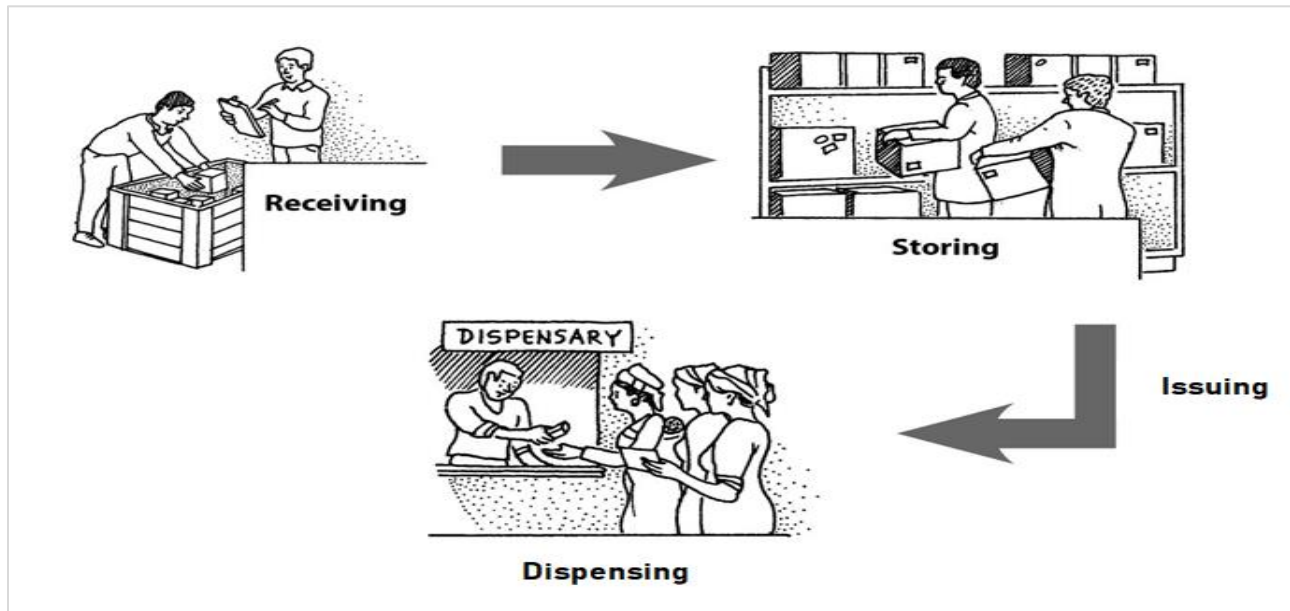 Receiving
Storing
Issuing
DISPENSARY
Dispensing